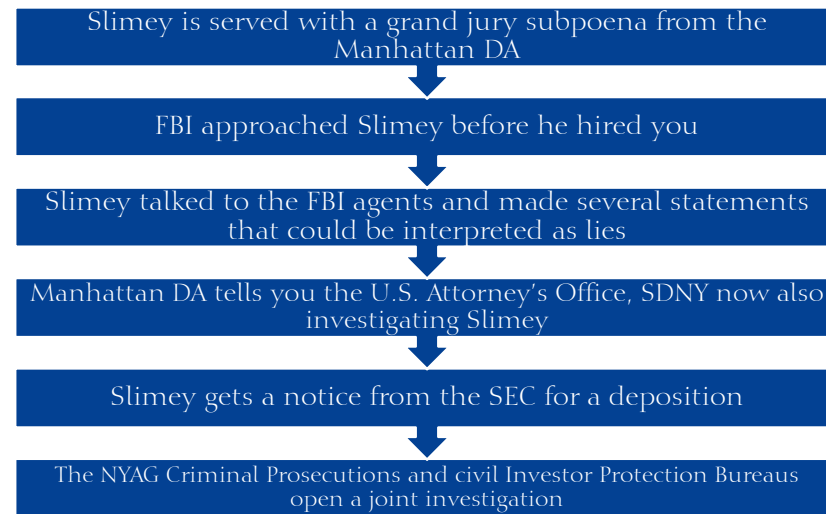 Slimey is served with a grand jury subpoena from the
Manhattan DA
FBI approached Slimey before he hired you
Slimey talked to the FBI agents and made several statements
that could be interpreted as lies
Manhattan DA tells you the U.S. Attorney's Office, SDNY now also
investigating Slimey
Slimey gets a notice from the SEC for a deposition
The NYAG Criminal Prosecutions and civil Investor Protection Bureaus
open a joint investigation